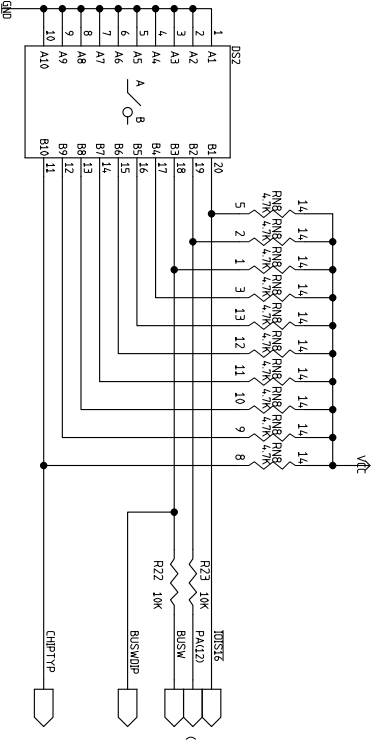 GND
1
2
3
4
5
6
7
8
9
10
DS2
A1
A2
A3
A4
A5
A6
A7
A8
A9
A10
A
B
B1
B2
B3
B4
B5
B6
B7
B8
B9
B10
20
19
18
17
16
15
14
13
12
11
5
RN8
4.7K
14
2
RN8
4.7K
14
1
RN8
4.7K
14
3
RN8
4.7K
14
13
RN8
4.7K
14
12
RN8
4.7K
14
11
RN8
4.7K
14
10
RN8
4.7K
14
9
RN8
4.7K
14
8
RN8
4.7K
14
VCC
R23
10K
R22
10K
IOIS16
PA(12)
BUSW
BUSWDIP
CHIPTYP
(